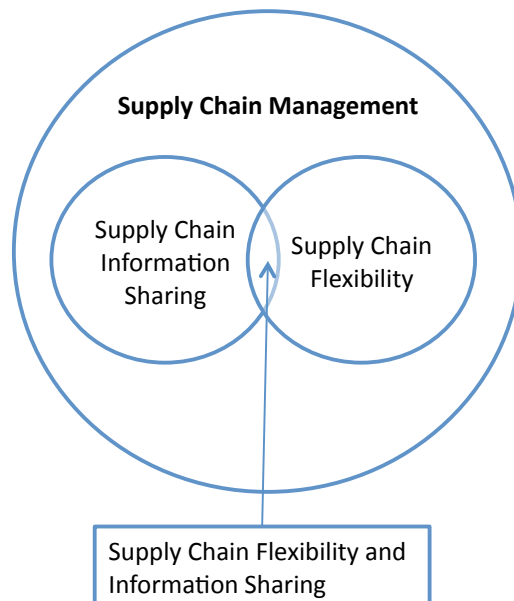 Supply Chain Management
Supply Chain
Information
Sharing
Supply Chain
Flexibility
Supply Chain Flexibility and
Information Sharing